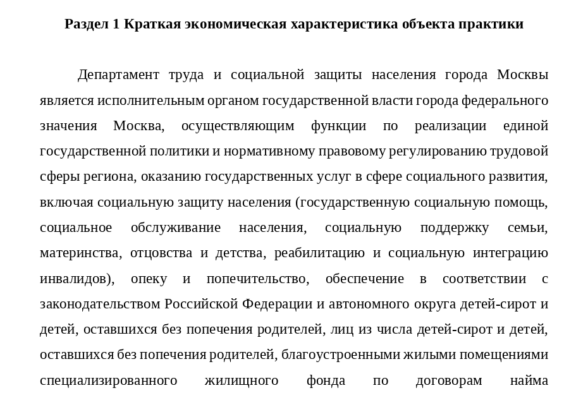 Раздел 1 Краткая экономическая характеристика объекта практики
Департамент труда и социальной защиты населения города Москвы
является исполнительным органом государственной власти города федерального
значения Москва, осуществляющим функции по реализации единой
государственной политики и нормативному правовому регулированию трудовой
сферы региона, оказанию государственных услуг в сфере социального развития,
включая социальную защиту населения (государственную социальную помощь,
социальное обслуживание населения, социальную поддержку семьи,
материнства, отцовства и детства, реабилитацию и социальную интеграцию
инвалидов), опеку и попечительство, обеспечение в соответствии с
законодательством Российской Федерации и автономного округа детей-сирот и
детей, оставшихся без попечения родителей, лиц из числа детей-сирот и детей,
оставшихся без попечения родителей, благоустроенными жилыми помещениями
специализированного жилищного фонда по договорам найма